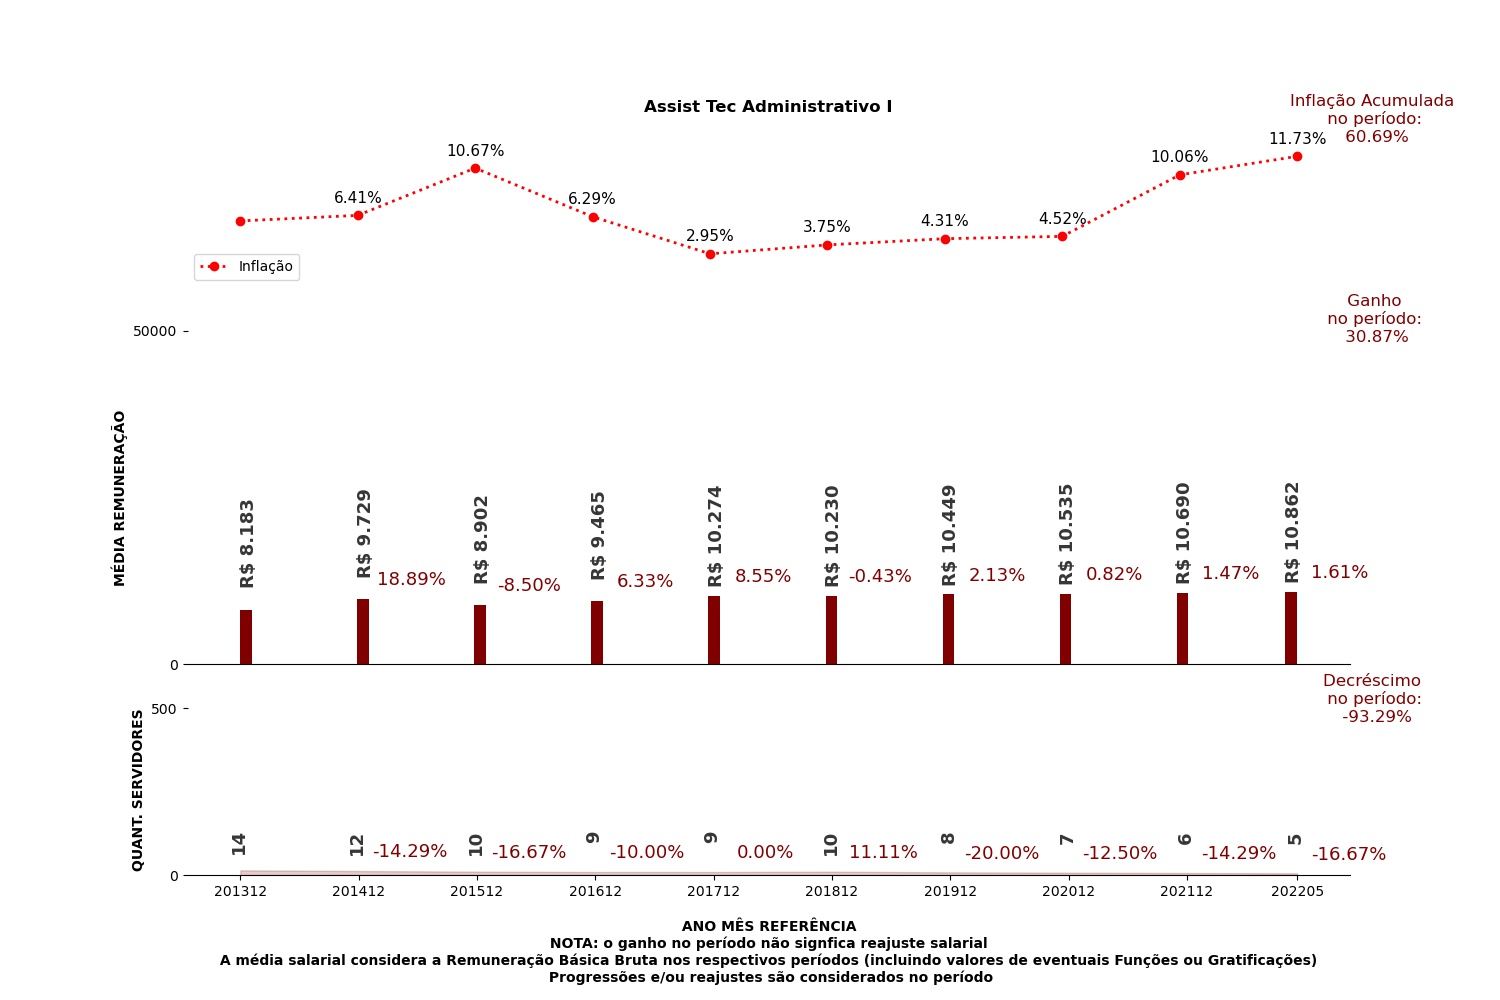 Assist Tec Administrativo I
Inflação Acumulada
no período:
60.69%
6.41%
10.67%
6.29%
2.95%
3.75%
4.31%
4.52%
10.06%
11.73%
Inflação
Ganho
no período:
30.87%
50000
0
MÉDIA REMUNERAÇÃO
R$ 8.183
R$ 9.729
R$ 8.902
R$ 9.465
R$ 10.274
R$ 10.230
R$ 10.449
R$ 10.535
R$ 10.690
R$ 10.862
18.89%
-8.50%
6.33%
8.55%
-0.43%
2.13%
0.82%
1.47%
1.61%
Decréscimo
no período:
-93.29%
500
0
QUANT. SERVIDORES
14
12
10
9
9
10
8
7
6
5
-14.29%
-16.67%
-10.00%
0.00%
11.11%
-20.00%
-12.50%
-14.29%
-16.67%
201312
201412
201512
201612
201712
201812
201912
202012
202112
202205
ANO MÊS REFERÊNCIA
NOTA: o ganho no período não signfica reajuste salarial
A média salarial considera a Remuneração Básica Bruta nos respectivos períodos (incluindo valores de eventuais Funções ou Gratificações)
Progressões e/ou reajustes são considerados no período